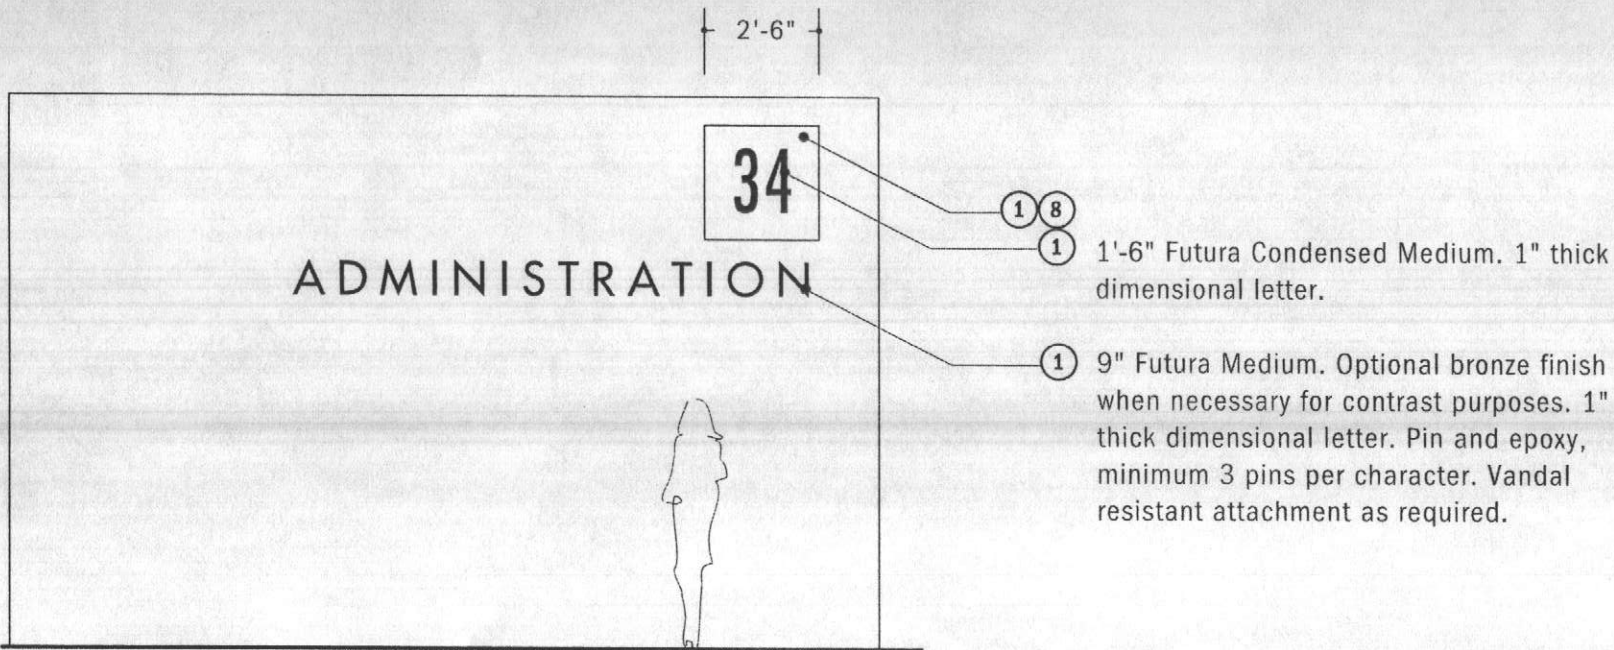 2'-6"
34
ADMINISTRATION
1 8
1 1'-6" Futura Condensed Medium. 1" thick
dimensional letter.
1 9" Futura Medium. Optional bronze finish
when necessary for contrast purposes. 1"
thick dimensional letter. Pin and epoxy,
minimum 3 pins per character. Vandal
resistant attachment as required.